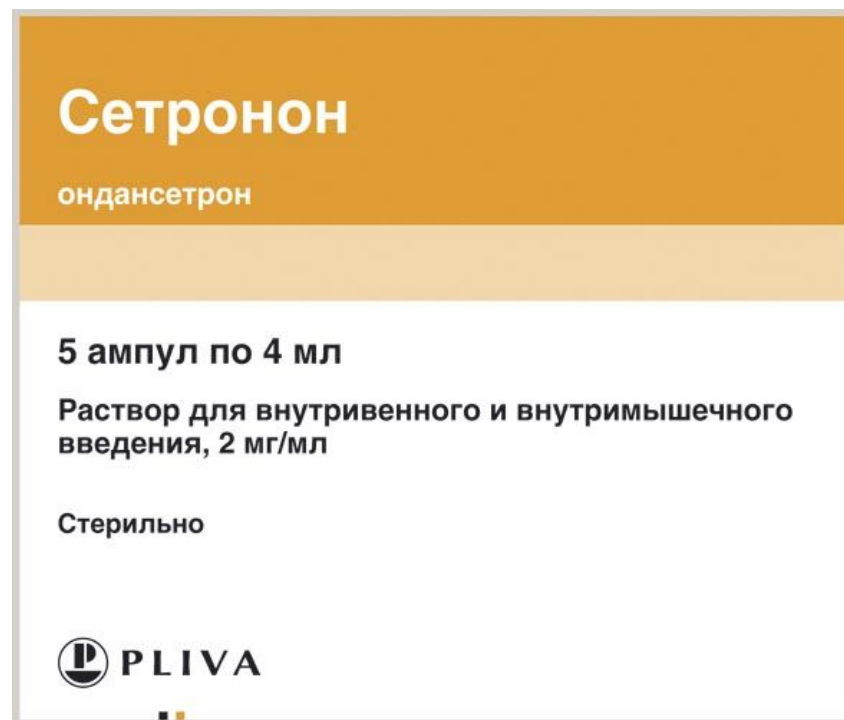 Сетронон
ондансетрон
5 ампул по 4 мл
Раствор для внутривенного и внутримышечного
введения, 2 мг/мл
Стерильно
PLIVA